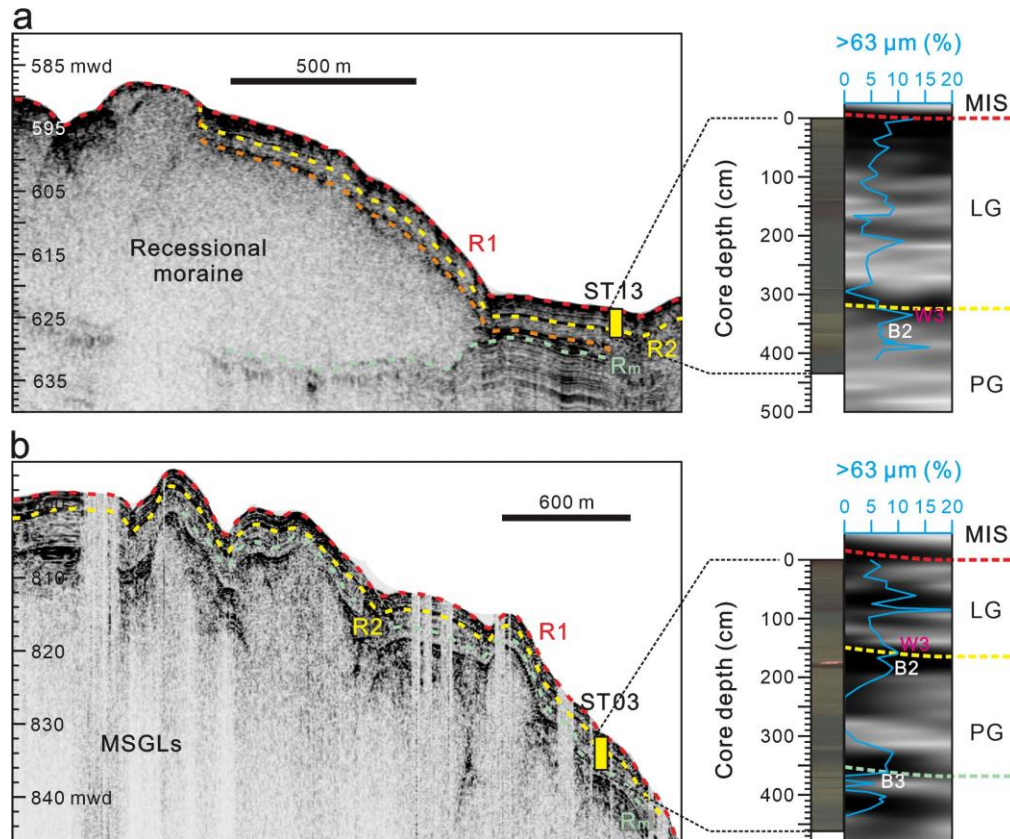 a
585 mwd
595
605
615
625
635
500 m
Recessional
moraine
R1
ST13
R2
Rm
>63 µm (%)
0 5 10 15 20
MIS
Core depth (cm)
0
100
200
300
400
500
LG
W3
B2
PG
b
810
820
830
840 mwd
600 m
R2
R1
ST03
MSGLs
Rm
>63 µm (%)
0 5 10 15 20
MIS
Core depth (cm)
0
100
200
300
400
LG
W3
B2
PG
B3